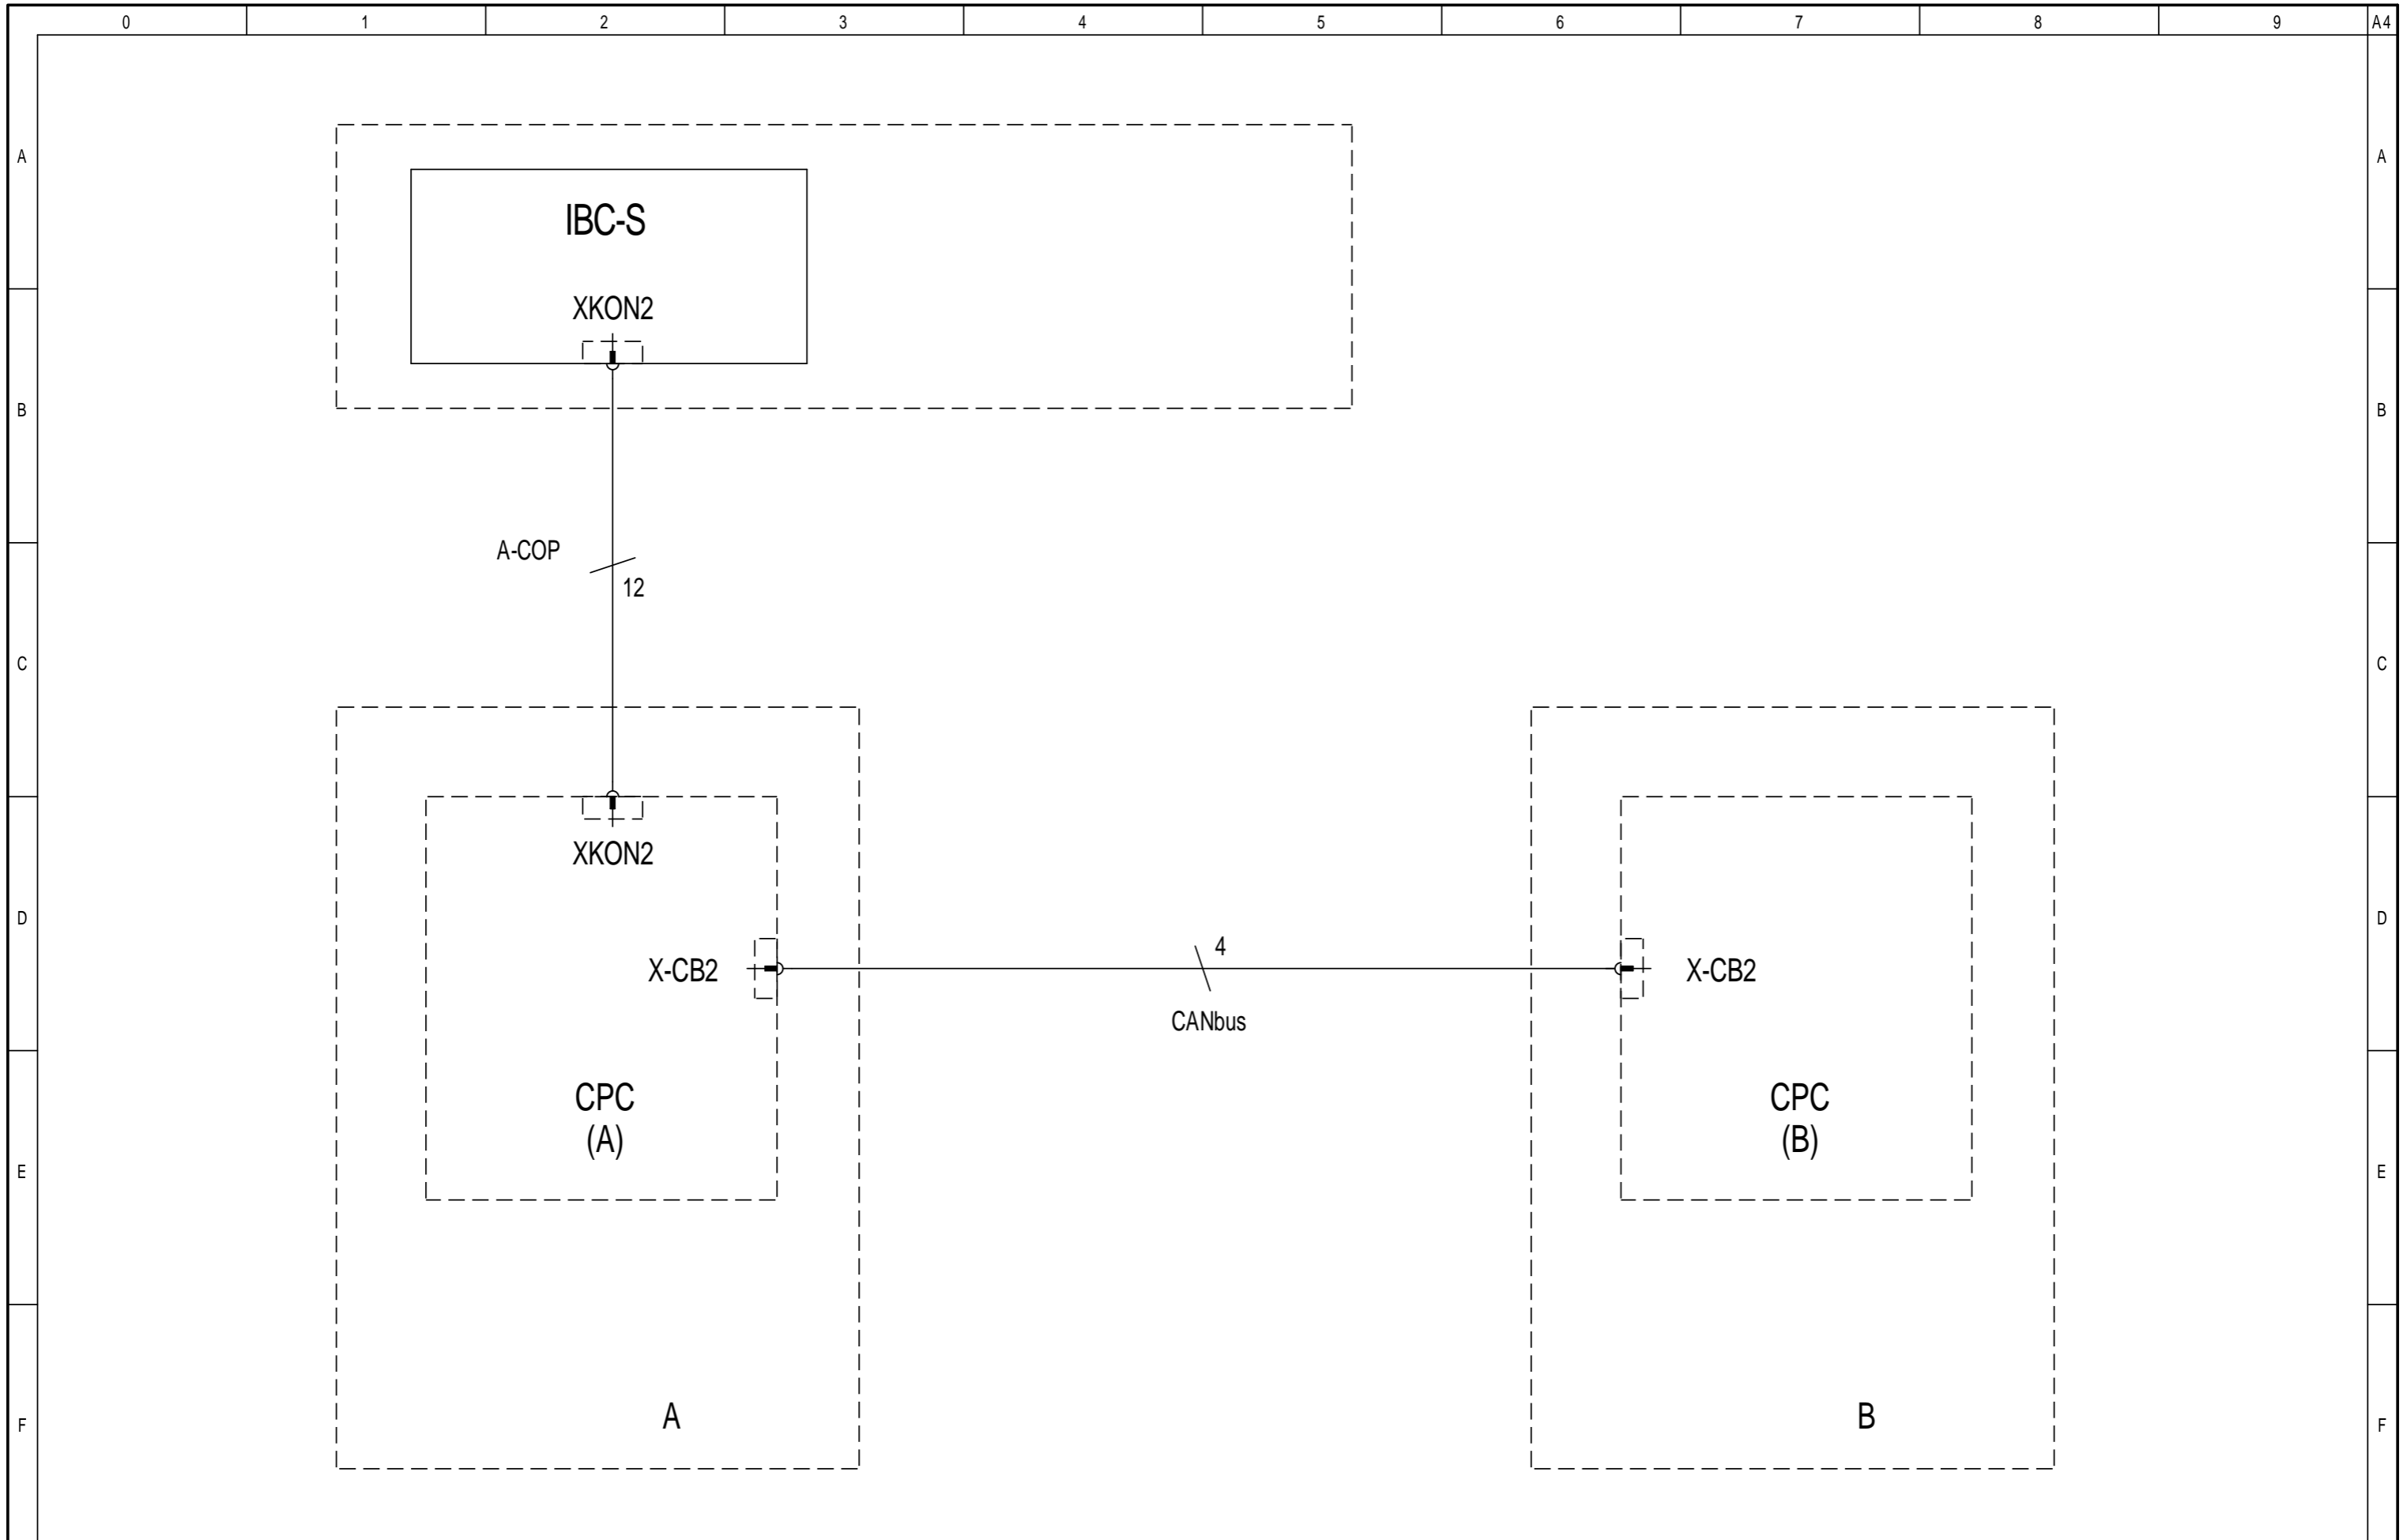 0 1 2 3 4 5 6 7 8 9 A4
A A
IBC-S
XKON2
B B
A-COP
12
C C
XKON2
D D
4
X-CB2 X-CB2
CANbus
CPC CPC
(A) (B)
E E
A B
F F